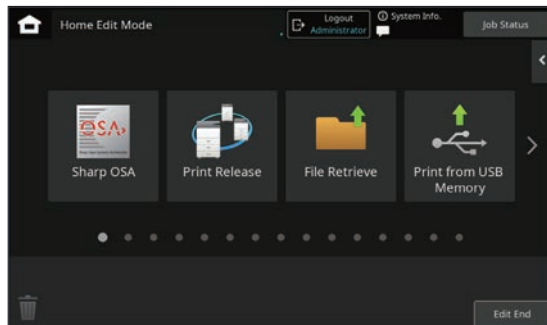 Home Edit Mode
Logout
Administrator
System Info.
Job Status
OSA
Sharp OSA
Print Release
File Retrieve
Print from USB
Memory
Edit End